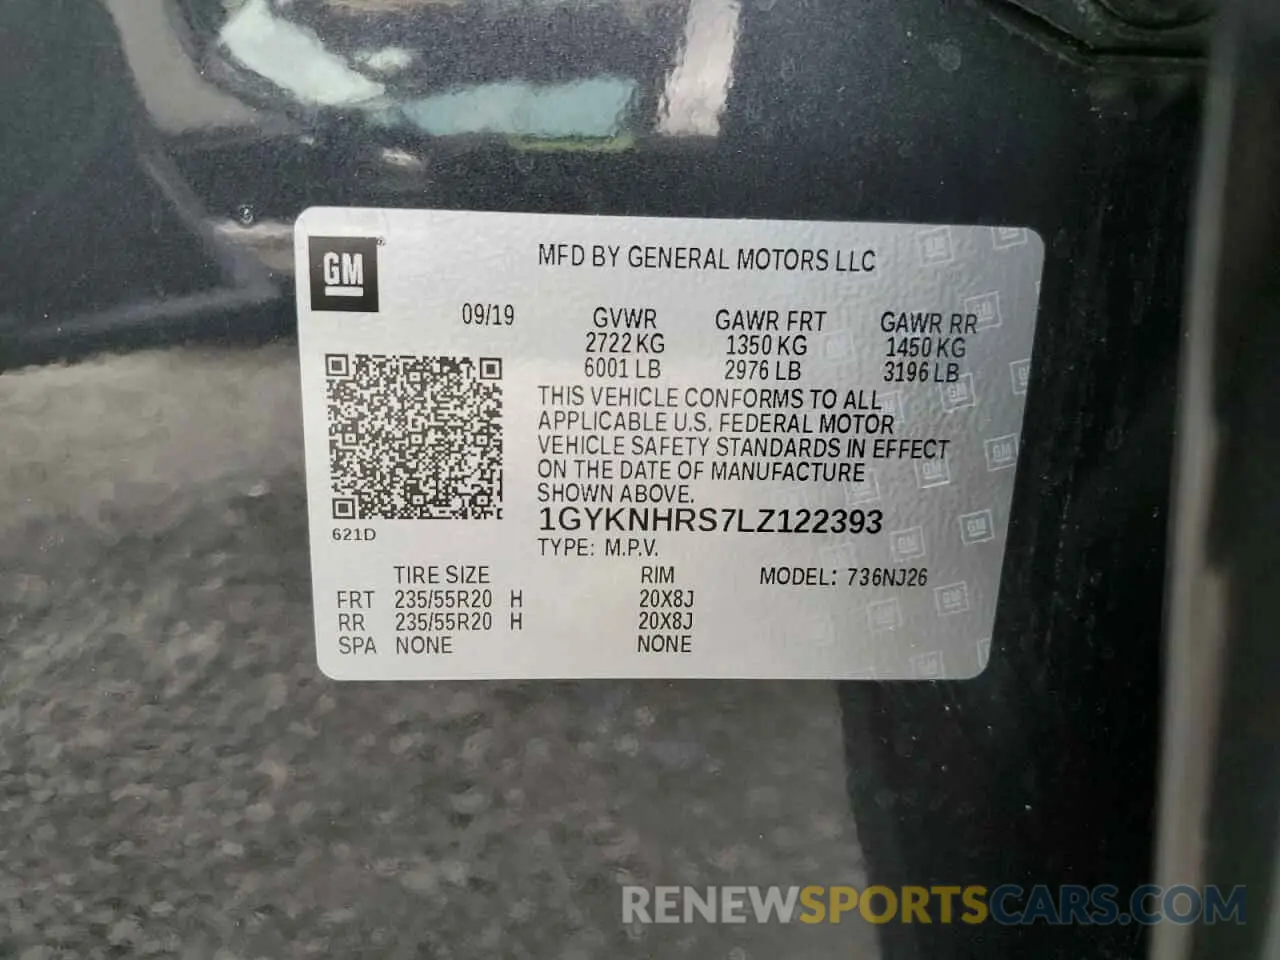 GM®
MFD BY GENERAL MOTORS LLC
09/19 GVWR GAWR FRT GAWR RR
2722 KG 1350 KG 1450 KG
6001 LB 2976 LB 3196 LB
THIS VEHICLE CONFORMS TO ALL
APPLICABLE U.S. FEDERAL MOTOR
VEHICLE SAFETY STANDARDS IN EFFECT
ON THE DATE OF MANUFACTURE
SHOWN ABOVE.
1GYKNHRS7LZ122393
621D
TYPE: M.P.V.
TIRE SIZE RIM MODEL: 736NJ26
FRT 235/55R20 H 20X8J
RR 235/55R20 H 20X8J
SPA NONE NONE
RENEWSPORTSCARS.COM